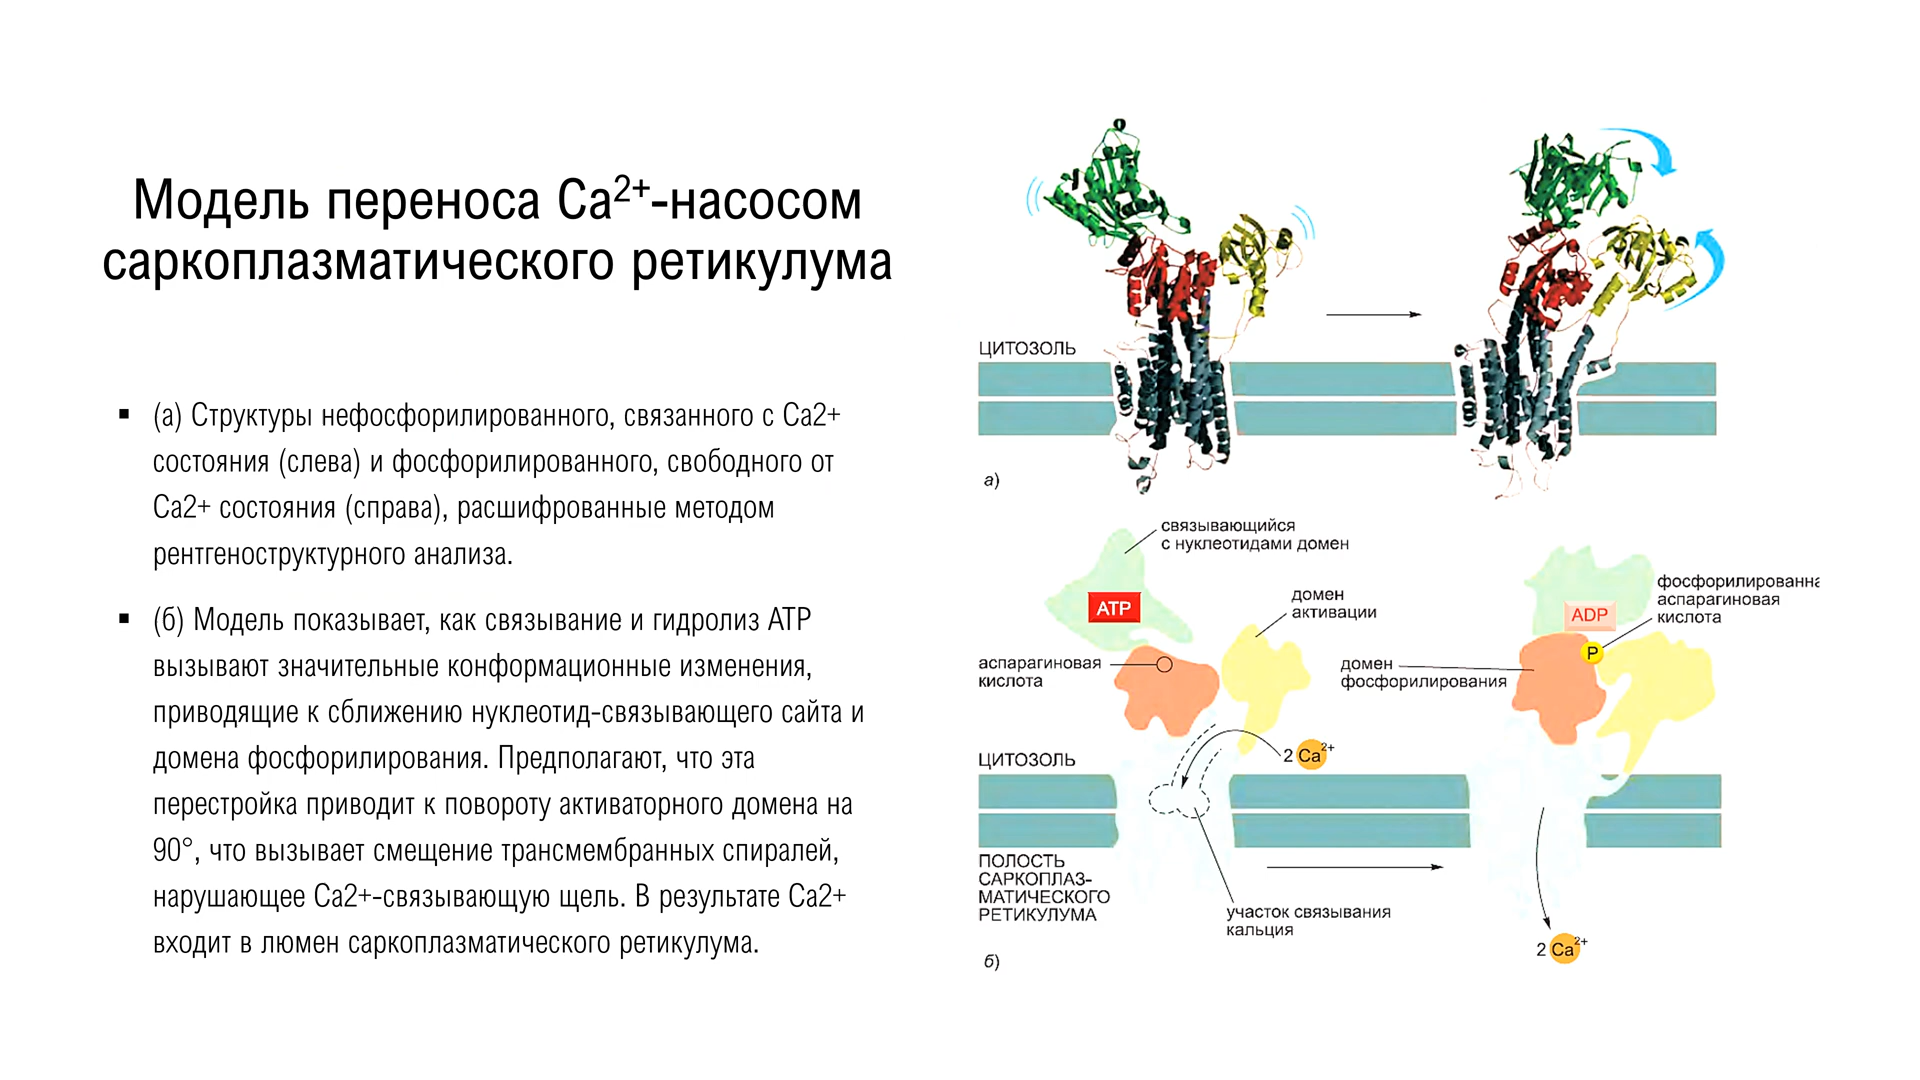 Модель переноса Ca²⁺-насосом
саркоплазматического ретикулума
▪ (а) Структуры нефосфорилированного, связанного с Ca2+
состояния (слева) и фосфорилированного, свободного от
Ca2+ состояния (справа), расшифрованные методом
рентгеноструктурного анализа.
▪ (б) Модель показывает, как связывание и гидролиз АТР
вызывают значительные конформационные изменения,
приводящие к сближению нуклеотид-связывающего сайта и
домена фосфорилирования. Предполагают, что эта
перестройка приводит к повороту активаторного домена на
90°, что вызывает смещение трансмембранных спиралей,
нарушающее Ca2+-связывающую щель. В результате Ca2+
входит в люмен саркоплазматического ретикулума.
ЦИТОЗОЛЬ
а)
связывающийся
с нуклеотидами домен
домен
активации
АТР
аспарагиновая
кислота
фосфорилированна
аспарагиновая
кислота
ADP
P
домен
фосфорилирования
ЦИТОЗОЛЬ
2 Ca²⁺
ПОЛОСТЬ
САРКОПЛАЗ-
МАТИЧЕСКОГО
РЕТИКУЛУМА
участок связывания
кальция
2 Ca²⁺
б)